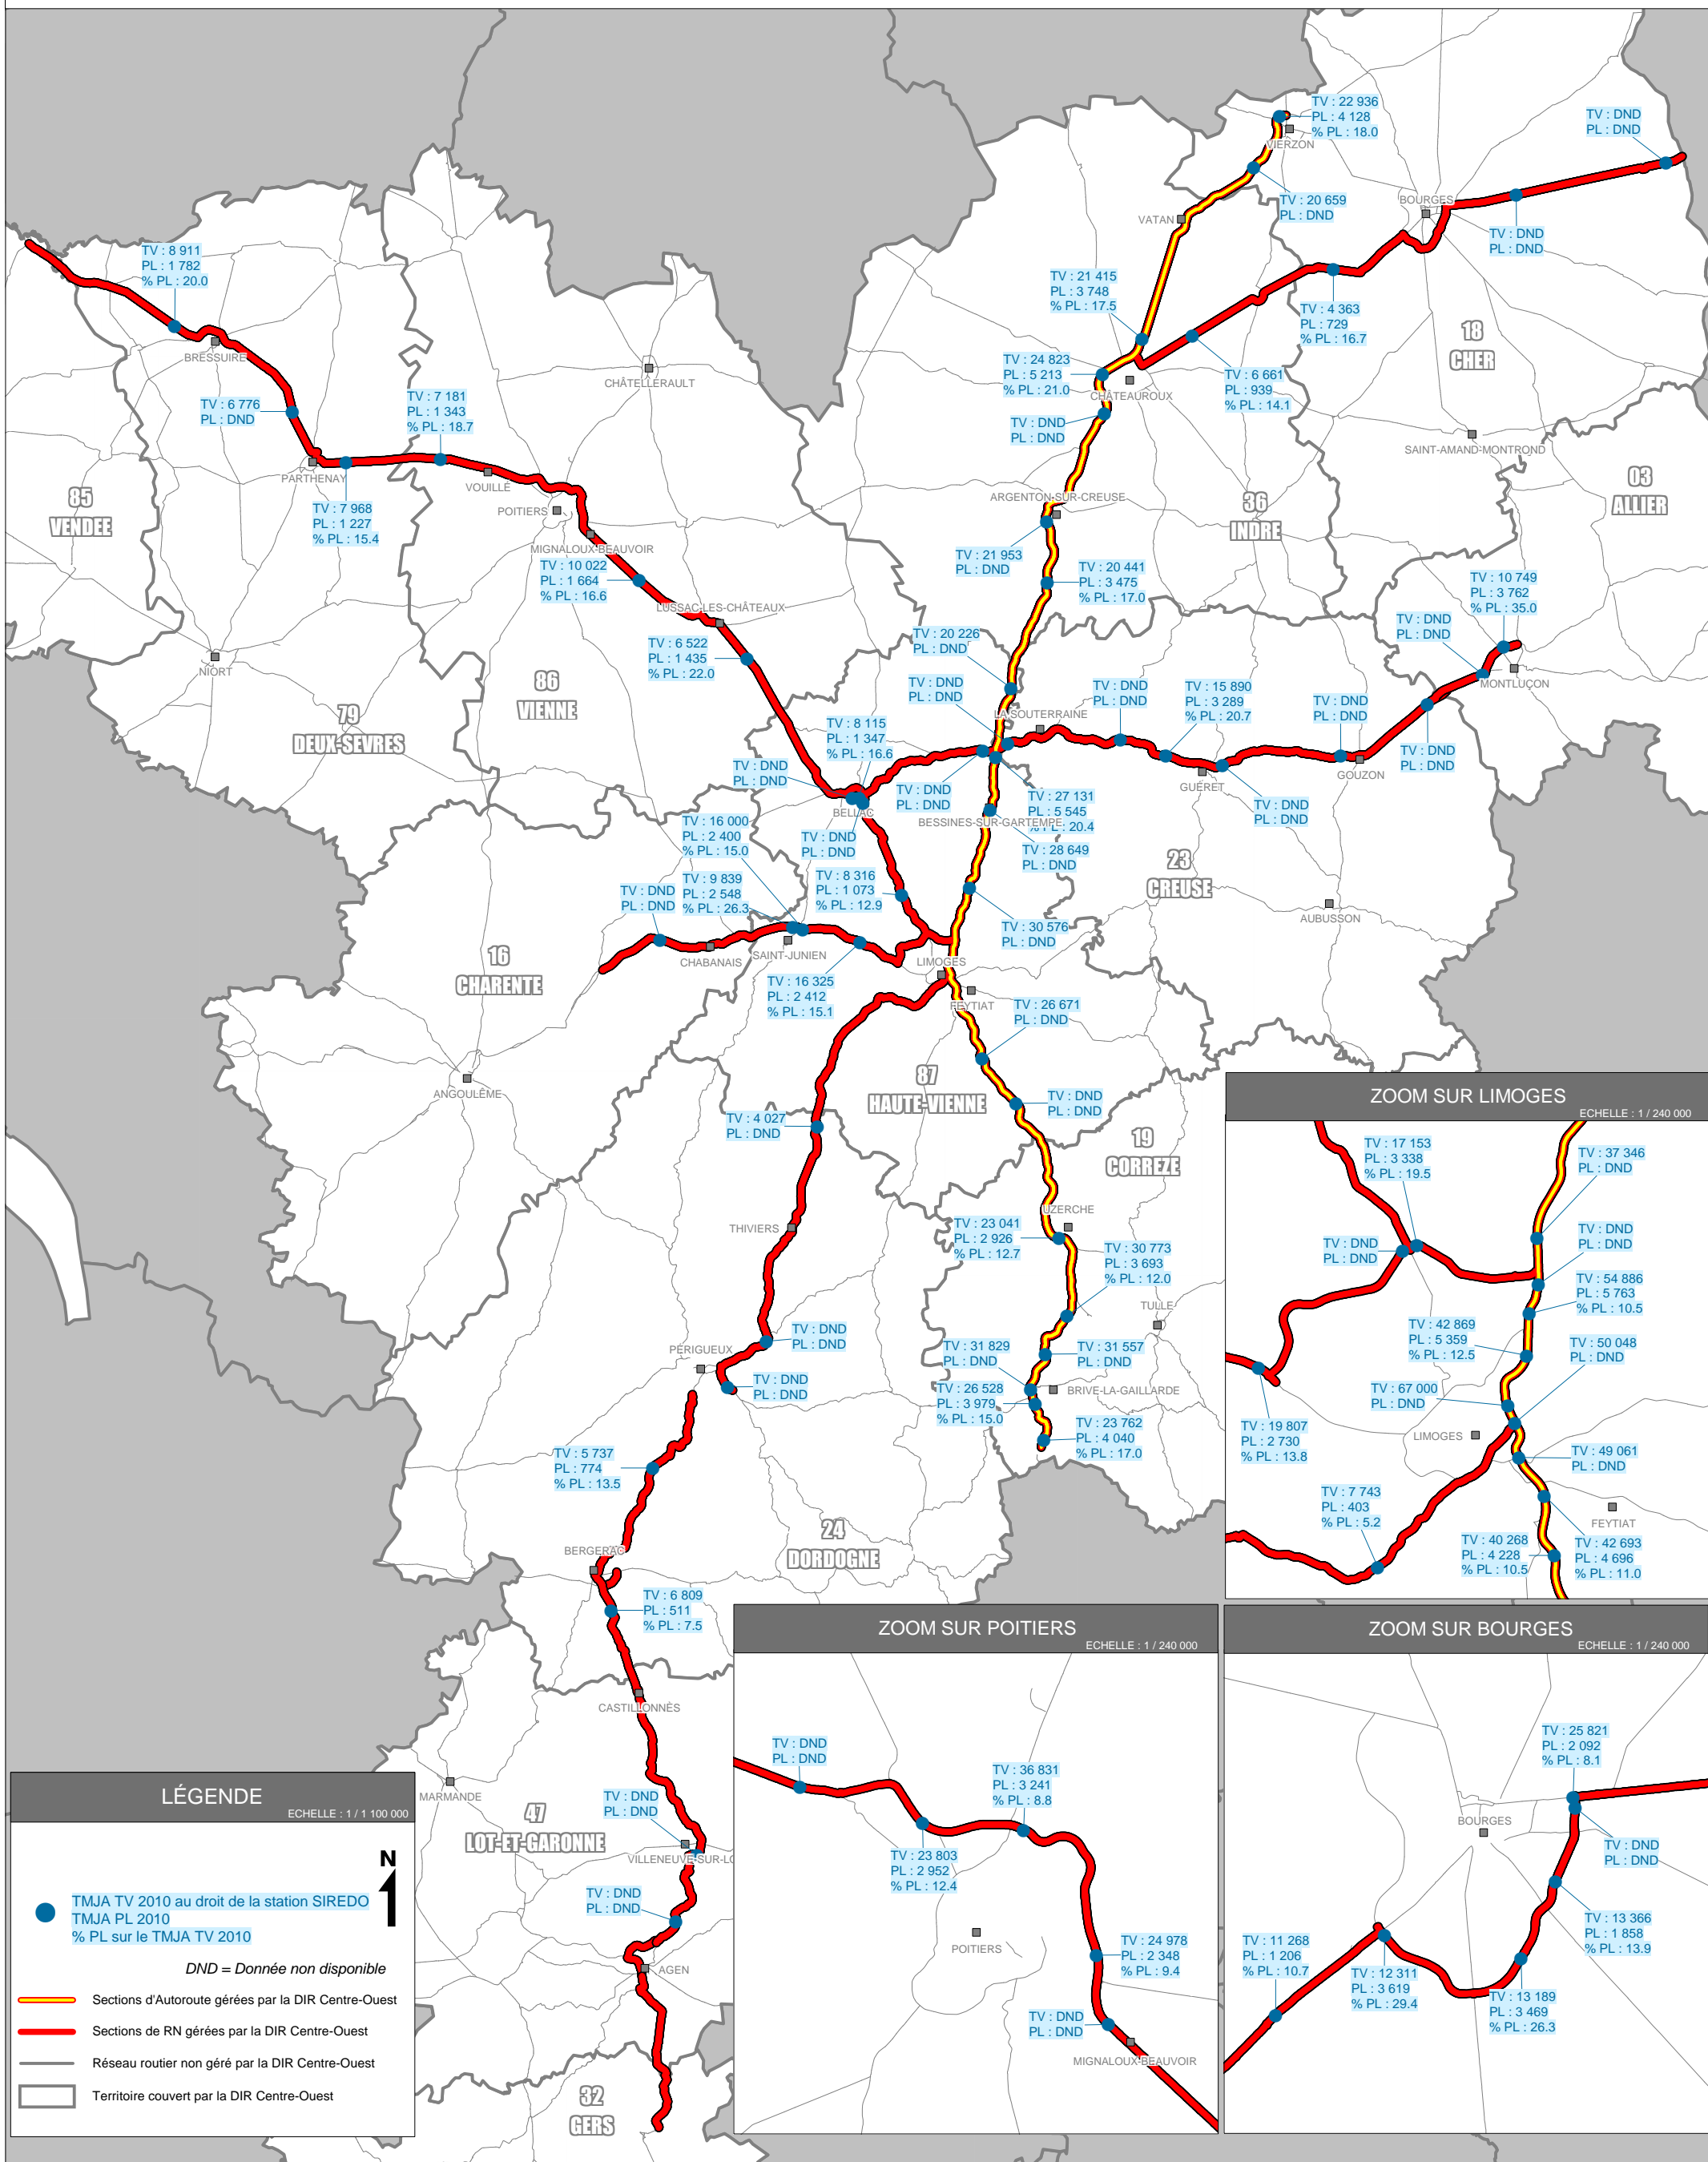 TV : 22 936
PL : 4 128
% PL : 18.0
VIERZON
TV : DND
PL : DND
TV : 20 659
PL : DND
VATAN
BOURGES
TV : DND
PL : DND
TV : 8 911
PL : 1 782
% PL : 20.0
BRESSUIRE
TV : 21 415
PL : 3 748
% PL : 17.5
TV : 4 363
PL : 729
% PL : 16.7
18
CHER
TV : 24 823
PL : 5 213
% PL : 21.0
CHÂTEAUROUX
TV : 6 661
PL : 939
% PL : 14.1
CHÂTELLERAULT
TV : 6 776
PL : DND
TV : 7 181
PL : 1 343
% PL : 18.7
TV : DND
PL : DND
SAINT-AMAND-MONTROND
PARTHENAY
VOUILLÉ
85
VENDEE
TV : 7 968
PL : 1 227
% PL : 15.4
POITIERS
MIGNALOUX-BEAUVOIR
ARGENTON-SUR-CREUSE
36
INDRE
03
ALLIER
TV : 10 022
PL : 1 664
% PL : 16.6
TV : 21 953
PL : DND
TV : 20 441
PL : 3 475
% PL : 17.0
TV : 10 749
PL : 3 762
% PL : 35.0
LUSSAC-LES-CHÂTEAUX
TV : DND
PL : DND
TV : 6 522
PL : 1 435
% PL : 22.0
TV : 20 226
PL : DND
NIORT
86
VIENNE
TV : DND
PL : DND
TV : DND
PL : DND
TV : 15 890
PL : 3 289
% PL : 20.7
TV : DND
PL : DND
MONTLUÇON
79
DEUX-SEVRES
LA SOUTERRAINE
TV : 8 115
PL : 1 347
% PL : 16.6
TV : DND
PL : DND
TV : DND
PL : DND
GOUZON
GUÉRET
TV : DND
PL : DND
TV : 27 131
PL : 5 545
% PL : 20.4
TV : DND
PL : DND
BELLAC
BESSINES-SUR-GARTEMPE
TV : 16 000
PL : 2 400
% PL : 15.0
TV : DND
PL : DND
TV : 28 649
PL : DND
23
CREUSE
TV : 9 839
PL : 2 548
% PL : 26.3
TV : 8 316
PL : 1 073
% PL : 12.9
TV : DND
PL : DND
AUBUSSON
TV : 30 576
PL : DND
16
CHARENTE
CHABANAIS
SAINT-JUNIEN
LIMOGES
TV : 16 325
PL : 2 412
% PL : 15.1
FEYTIAT
TV : 26 671
PL : DND
ANGOULÊME
87
HAUTE-VIENNE
TV : DND
PL : DND
TV : 4 027
PL : DND
19
CORREZE
THIVIERS
UZERCHE
TV : 23 041
PL : 2 926
% PL : 12.7
TV : 30 773
PL : 3 693
% PL : 12.0
TULLE
TV : DND
PL : DND
PÉRIGUEUX
TV : 31 829
PL : DND
TV : 31 557
PL : DND
TV : DND
PL : DND
TV : 26 528
PL : 3 979
% PL : 15.0
BRIVE-LA-GAILLARDE
TV : 23 762
PL : 4 040
% PL : 17.0
TV : 5 737
PL : 774
% PL : 13.5
24
DORDOGNE
BERGERAC
TV : 6 809
PL : 511
% PL : 7.5
CASTILLONNÈS
MARMANDE
TV : DND
PL : DND
47
LOT-ET-GARONNE
VILLENEUVE-SUR-LO
TV : DND
PL : DND
AGEN
32
GERS
ZOOM SUR LIMOGES
ECHELLE : 1 / 240 000
TV : 17 153
PL : 3 338
% PL : 19.5
TV : 37 346
PL : DND
TV : DND
PL : DND
TV : DND
PL : DND
TV : 54 886
PL : 5 763
% PL : 10.5
TV : 42 869
PL : 5 359
% PL : 12.5
TV : 50 048
PL : DND
TV : 67 000
PL : DND
TV : 19 807
PL : 2 730
% PL : 13.8
LIMOGES
TV : 49 061
PL : DND
TV : 7 743
PL : 403
% PL : 5.2
FEYTIAT
TV : 40 268
PL : 4 228
% PL : 10.5
TV : 42 693
PL : 4 696
% PL : 11.0
ZOOM SUR POITIERS
ECHELLE : 1 / 240 000
TV : DND
PL : DND
TV : 36 831
PL : 3 241
% PL : 8.8
TV : 23 803
PL : 2 952
% PL : 12.4
POITIERS
TV : 24 978
PL : 2 348
% PL : 9.4
TV : DND
PL : DND
MIGNALOUX-BEAUVOIR
ZOOM SUR BOURGES
ECHELLE : 1 / 240 000
TV : 25 821
PL : 2 092
% PL : 8.1
BOURGES
TV : DND
PL : DND
TV : 13 366
PL : 1 858
% PL : 13.9
TV : 11 268
PL : 1 206
% PL : 10.7
TV : 12 311
PL : 3 619
% PL : 29.4
TV : 13 189
PL : 3 469
% PL : 26.3
LÉGENDE
ECHELLE : 1 / 1 100 000
N
TMJA TV 2010 au droit de la station SIREDO
TMJA PL 2010
% PL sur le TMJA TV 2010
DND = Donnée non disponible
Sections d'Autoroute gérées par la DIR Centre-Ouest
Sections de RN gérées par la DIR Centre-Ouest
Réseau routier non géré par la DIR Centre-Ouest
Territoire couvert par la DIR Centre-Ouest